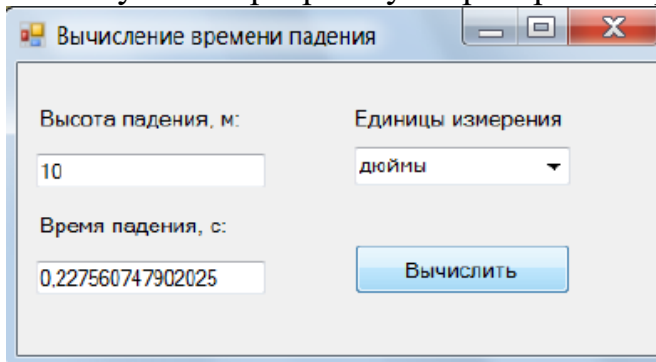 Вычисление времени падения
Высота падения, м:
Единицы измерения
10
дюймы
Время падения, с:
0,227560747902025
Вычислить